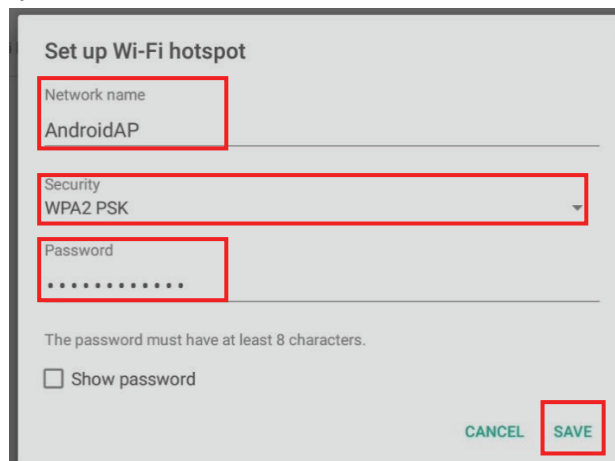 Set up Wi-Fi hotspot
Network name
AndroidAP
Security
WPA2 PSK
Password
••••••••••••
The password must have at least 8 characters.
Show password
CANCEL SAVE